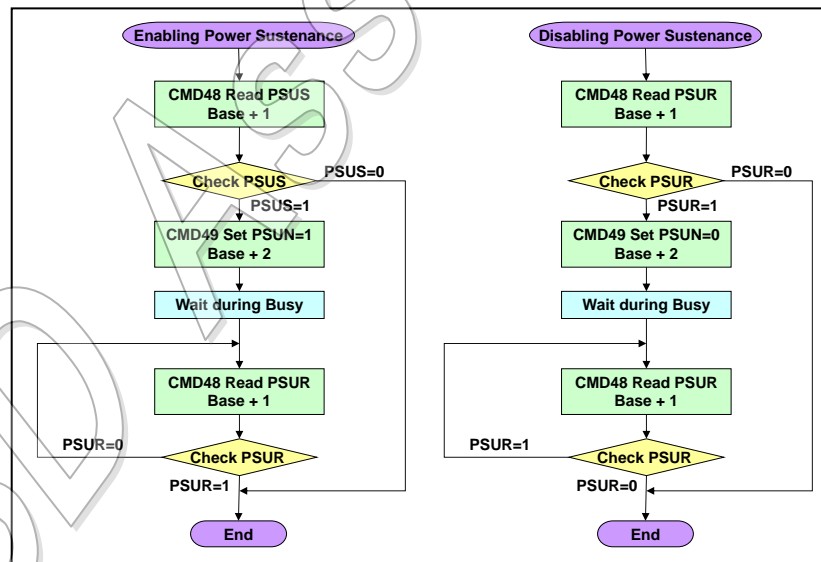 Enabling Power Sustenance
CMD48 Read PSUS
Base + 1
Check PSUS
PSUS=0
PSUS=1
CMD49 Set PSUN=1
Base + 2
Wait during Busy
CMD48 Read PSUR
Base + 1
PSUR=0
Check PSUR
PSUR=1
End
Disabling Power Sustenance
CMD48 Read PSUR
Base + 1
Check PSUR
PSUR=0
PSUR=1
CMD49 Set PSUN=0
Base + 2
Wait during Busy
CMD48 Read PSUR
Base + 1
PSUR=1
Check PSUR
PSUR=0
End